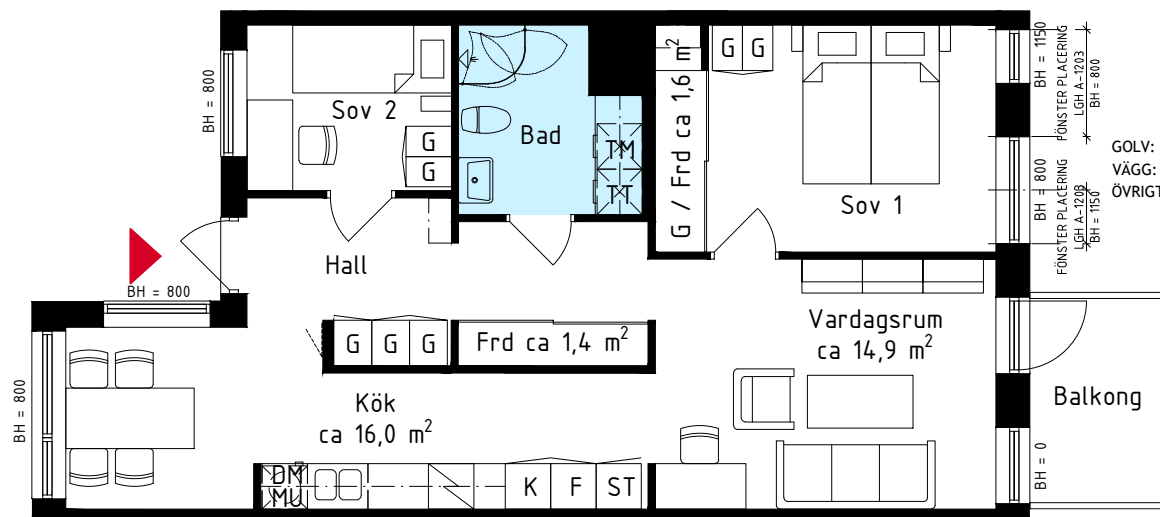 BH = 800
Sov 2
G
G
Bad
TM
TT
G / Frd ca 1,6 m²
G G
Sov 1
BH = 1150
FÖNSTER PLACERING
LGH A-1203
BH = 800
BH = 800
FÖNSTER PLACERING
LGH A-1203
BH = 1150
GOLV:
VÄGG:
ÖVRIGT
Hall
BH = 800
G G G
Frd ca 1,4 m²
Vardagsrum
ca 14,9 m²
BH = 800
Kök
ca 16,0 m²
Balkong
DM
MU
K F ST
BH = 0